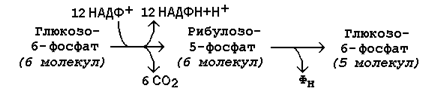 12 НАДФ+ 12 НАДФН+Н+
Глюкозо- Рибулозо- Глюкозо-
6-фосфат 5-фосфат 6-фосфат
(6 молекул) (6 молекул) (5 молекул)
6 CO2 Фн